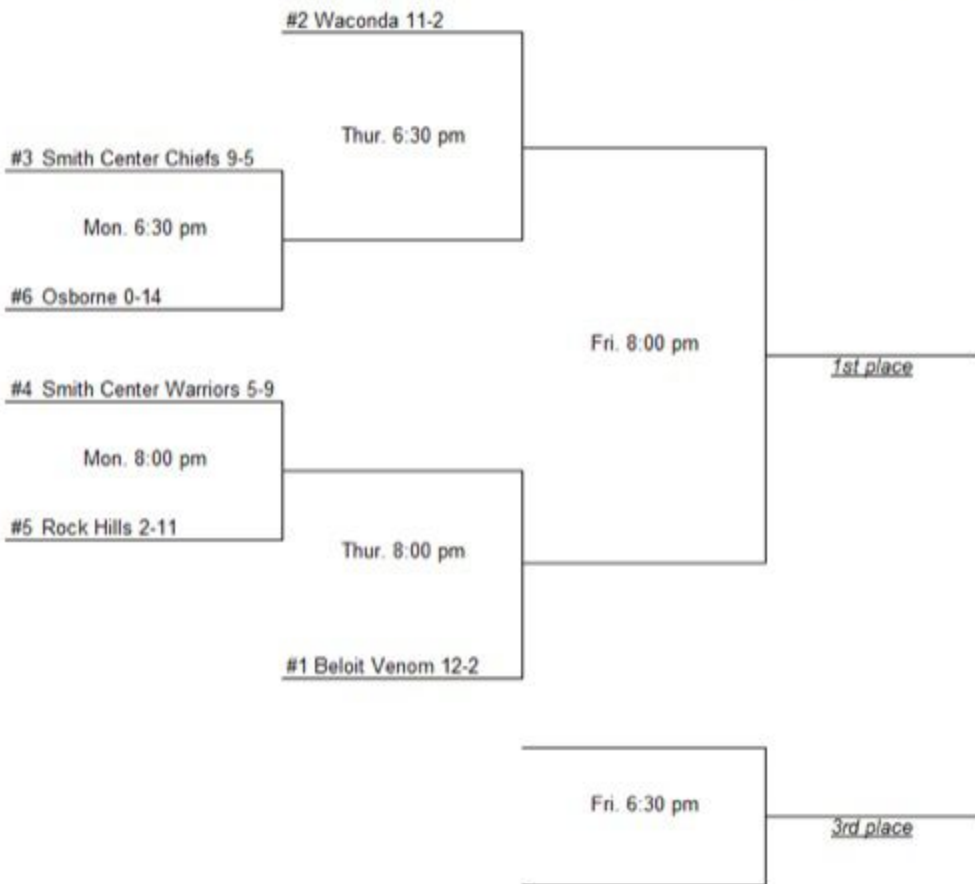 #2 Waconda 11-2
Thur. 6:30 pm
#3 Smith Center Chiefs 9-5
Mon. 6:30 pm
#6 Osborne 0-14
Fri. 8:00 pm
1st place
#4 Smith Center Warriors 5-9
Mon. 8:00 pm
#5 Rock Hills 2-11
Thur. 8:00 pm
#1 Beloit Venom 12-2
Fri. 6:30 pm
3rd place